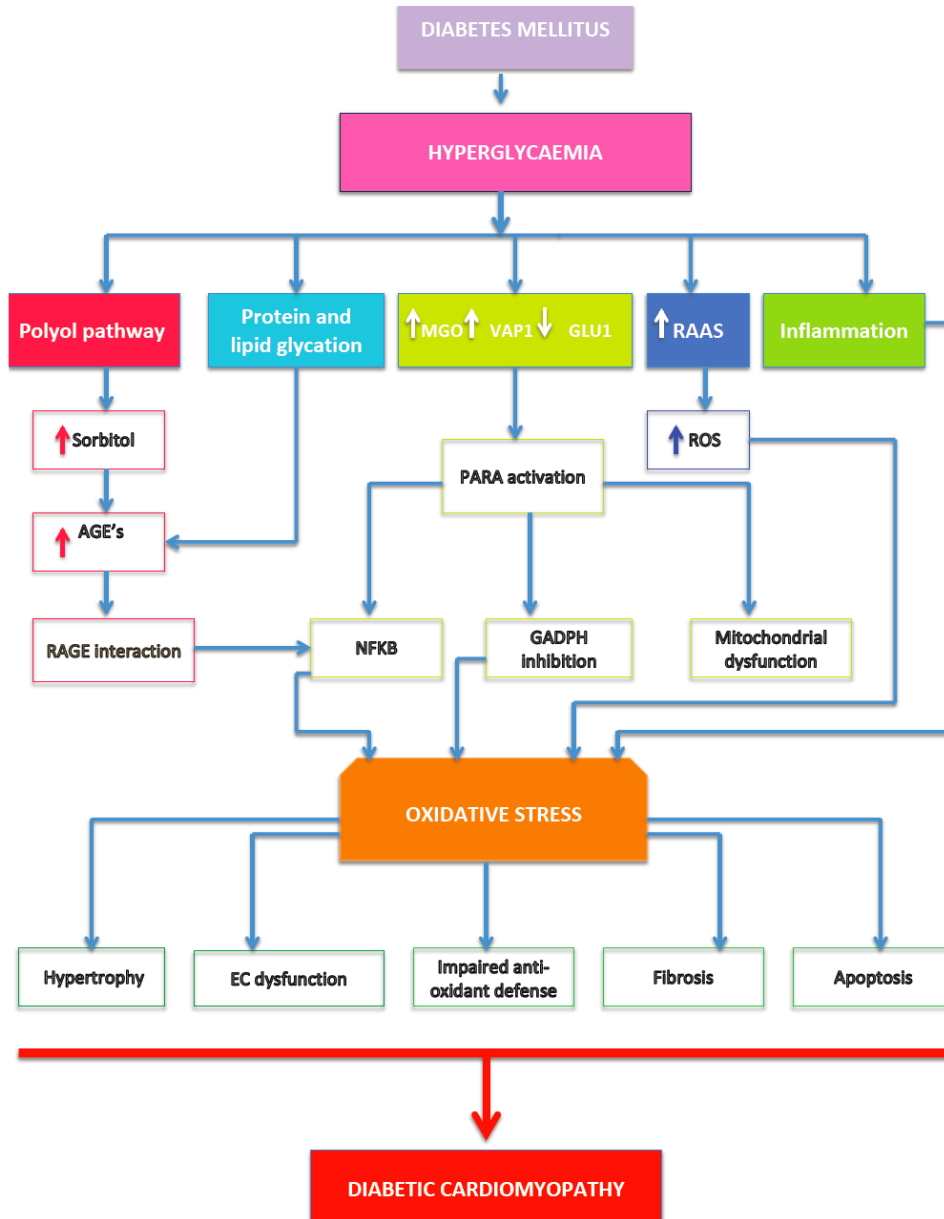 DIABETES MELLITUS
HYPERGLYCAEMIA
Polyol pathway
Protein and
lipid glycation
MGO VAP1 GLU1
RAAS
Inflammation
Sorbitol
ROS
PARA activation
AGE's
RAGE interaction
NFKB
GADPH
inhibition
Mitochondrial
dysfunction
OXIDATIVE STRESS
Hypertrophy
EC dysfunction
Impaired anti-
oxidant defense
Fibrosis
Apoptosis
DIABETIC CARDIOMYOPATHY